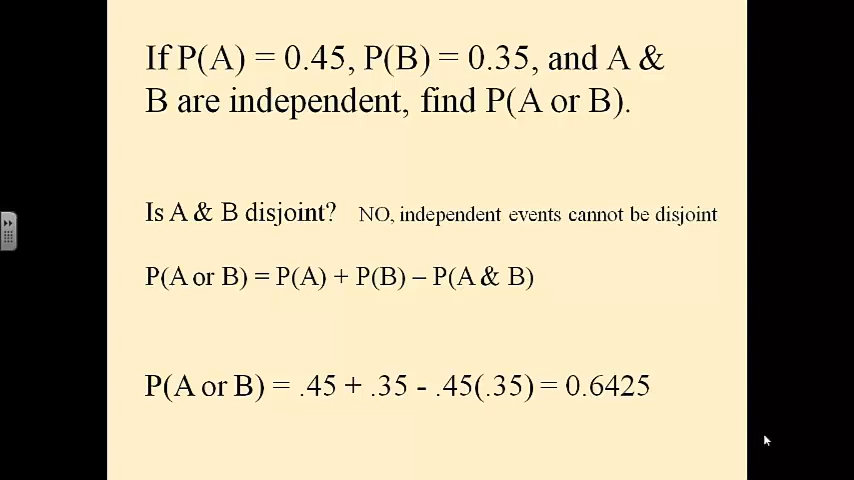 If P(A) = 0.45, P(B) = 0.35, and A &
B are independent, find P(A or B).
Is A & B disjoint? NO, independent events cannot be disjoint
P(A or B) = P(A) + P(B) – P(A & B)
P(A or B) = .45 + .35 - .45(.35) = 0.6425